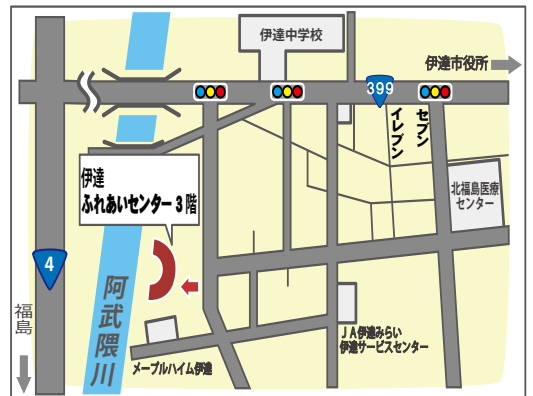 伊達中学校
伊達市役所
399
セブン
イレブン
伊達
ふれあいセンター 3 階
北福島医療
センター
4
阿武隈川
福島
JA伊達みらい
伊達サービスセンター
メープルハイム伊達